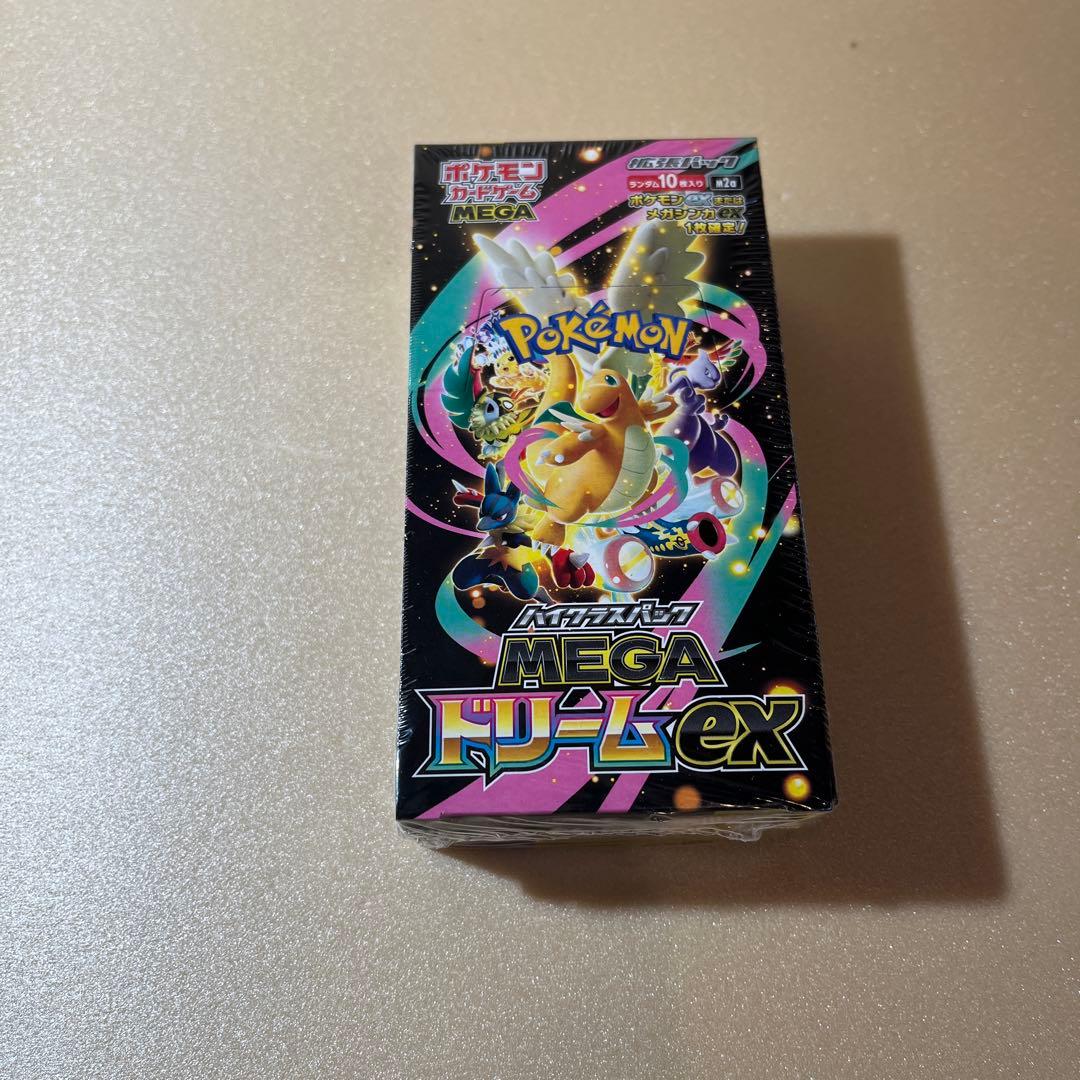 ポケモン
カードゲーム
MEGA
拡張パック
ランダム10枚入り m2a
ポケモンexまたは
メガシンカex
1枚確定！
POKéMON
ハイクラスパック
MEGA
ドリームex